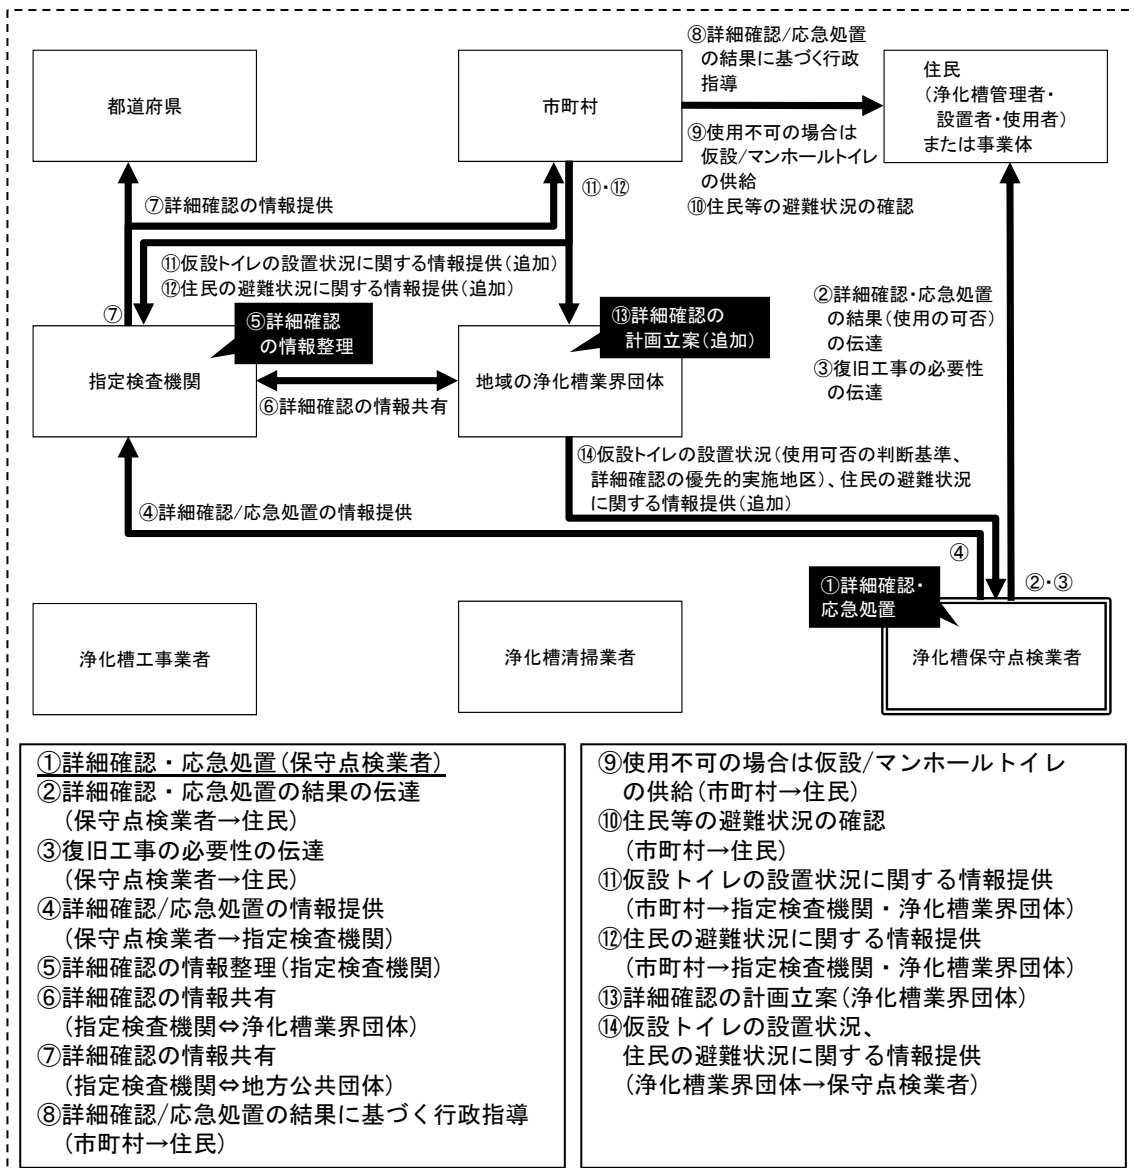 ⑧詳細確認/応急処置
の結果に基づく行政
指導
都道府県
市町村
住民
(浄化槽管理者・
設置者・使用者)
または事業体
⑨使用不可の場合は
仮設/マンホールトイレ
の供給
⑩住民等の避難状況の確認
⑪・⑫
⑦詳細確認の情報提供
⑪仮設トイレの設置状況に関する情報提供(追加)
⑫住民の避難状況に関する情報提供(追加)
⑦
⑤詳細確認
の情報整理
⑬詳細確認の
計画立案(追加)
②詳細確認・応急処置
の結果(使用の可否)
の伝達
③復旧工事の必要性
の伝達
指定検査機関
地域の浄化槽業界団体
⑥詳細確認の情報共有
⑭仮設トイレの設置状況(使用可否の判断基準、
詳細確認の優先的実施地区)、住民の避難状況
に関する情報提供(追加)
④詳細確認/応急処置の情報提供
④
①詳細確認・
応急処置
②・③
浄化槽工事業者
浄化槽清掃業者
浄化槽保守点検業者
①詳細確認・応急処置(保守点検業者)
②詳細確認・応急処置の結果の伝達
(保守点検業者→住民)
③復旧工事の必要性の伝達
(保守点検業者→住民)
④詳細確認/応急処置の情報提供
(保守点検業者→指定検査機関)
⑤詳細確認の情報整理(指定検査機関)
⑥詳細確認の情報共有
(指定検査機関⇔浄化槽業界団体)
⑦詳細確認の情報共有
(指定検査機関⇔地方公共団体)
⑧詳細確認/応急処置の結果に基づく行政指導
(市町村→住民)
⑨使用不可の場合は仮設/マンホールトイレ
の供給(市町村→住民)
⑩住民等の避難状況の確認
(市町村→住民)
⑪仮設トイレの設置状況に関する情報提供
(市町村→指定検査機関・浄化槽業界団体)
⑫住民の避難状況に関する情報提供
(市町村→指定検査機関・浄化槽業界団体)
⑬詳細確認の計画立案(浄化槽業界団体)
⑭仮設トイレの設置状況、
住民の避難状況に関する情報提供
(浄化槽業界団体→保守点検業者)